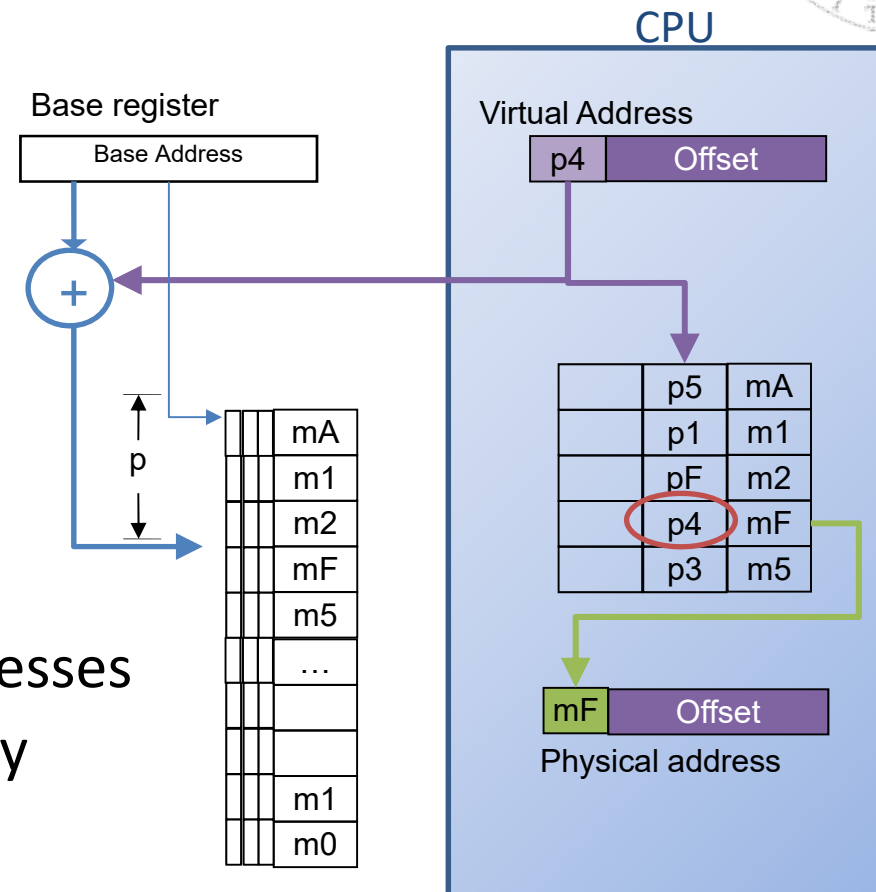 CPU
Base register
Base Address
Virtual Address
p4 Offset
+
p
mA
m1
m2
mF
m5
…
m1
m0
p5 mA
p1 m1
pF m2
p4 mF
p3 m5
esses
y
mF Offset
Physical address